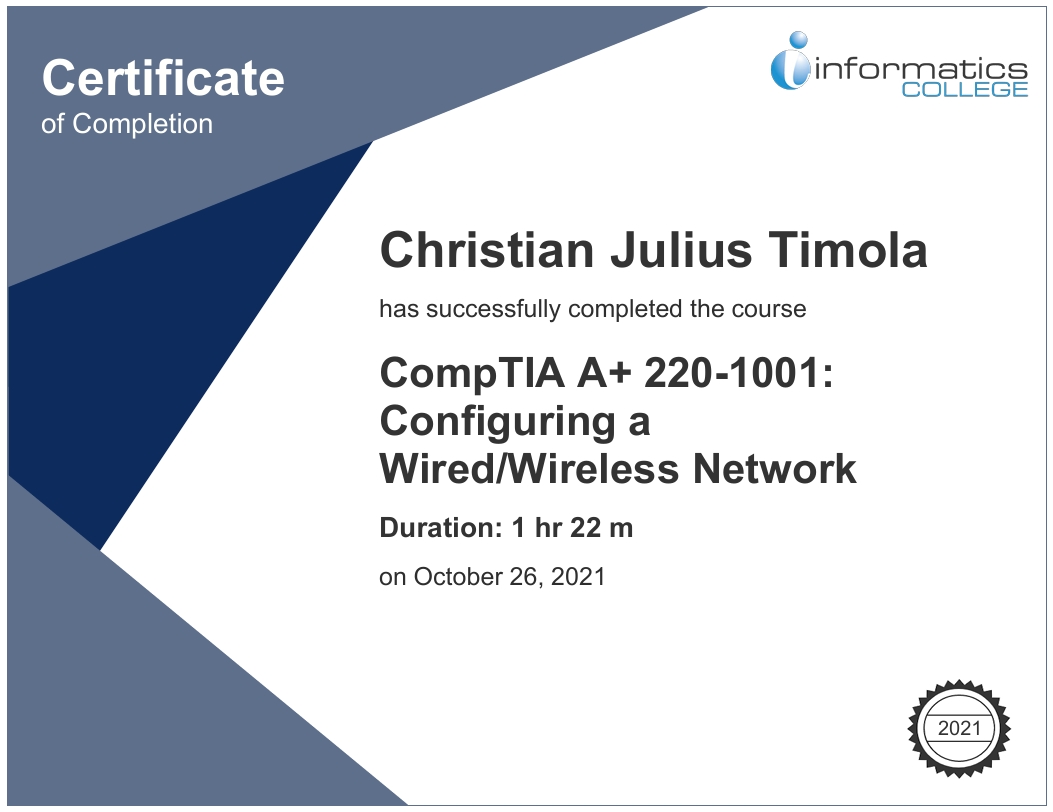 Certificate
of Completion
informatics
COLLEGE
Christian Julius Timola
has successfully completed the course
CompTIA A+ 220-1001:
Configuring a
Wired/Wireless Network
Duration: 1 hr 22 m
on October 26, 2021
2021